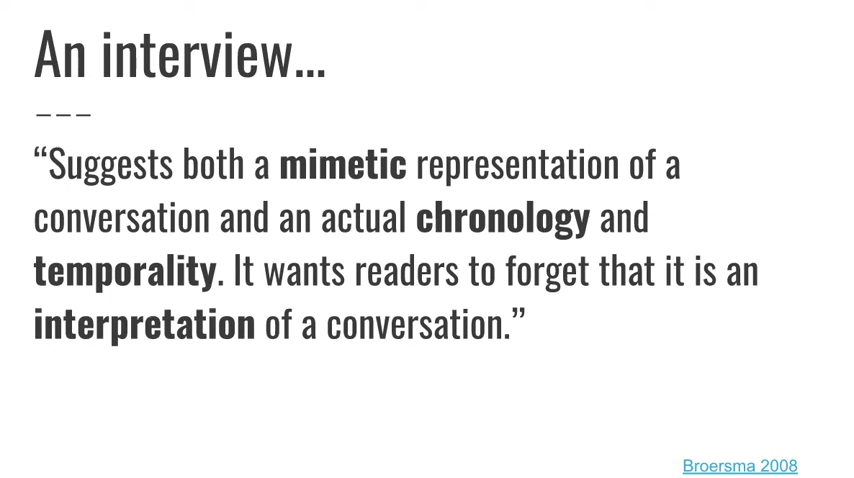 An interview...
“Suggests both a mimetic representation of a
conversation and an actual chronology and
temporality. It wants readers to forget that it is an
interpretation of a conversation.”
Broersma 2008